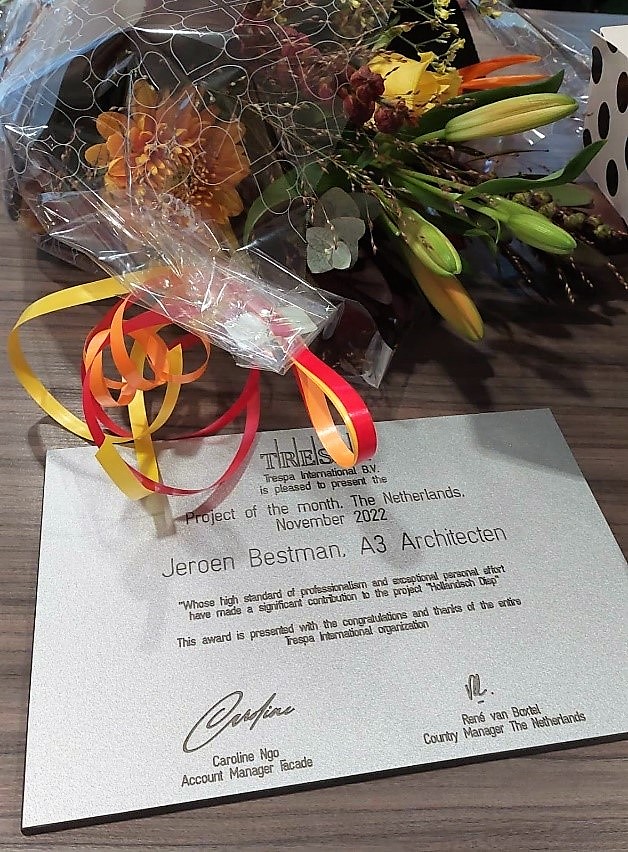 TRES
Trespa International B.V.
is pleased to present the
Project of the month, The Netherlands,
November 2022
Jeroen Bestman, A3 Architecten
"Whose high standard of professionalism and exceptional personal effort
have made a significant contribution to the project "Hollandsch Diep"
This award is presented with the congratulations and thanks of the entire
Trespa International organization
Caroline
Caroline Ngo
Account Manager Facade
René van Boxtel
Country Manager The Netherlands